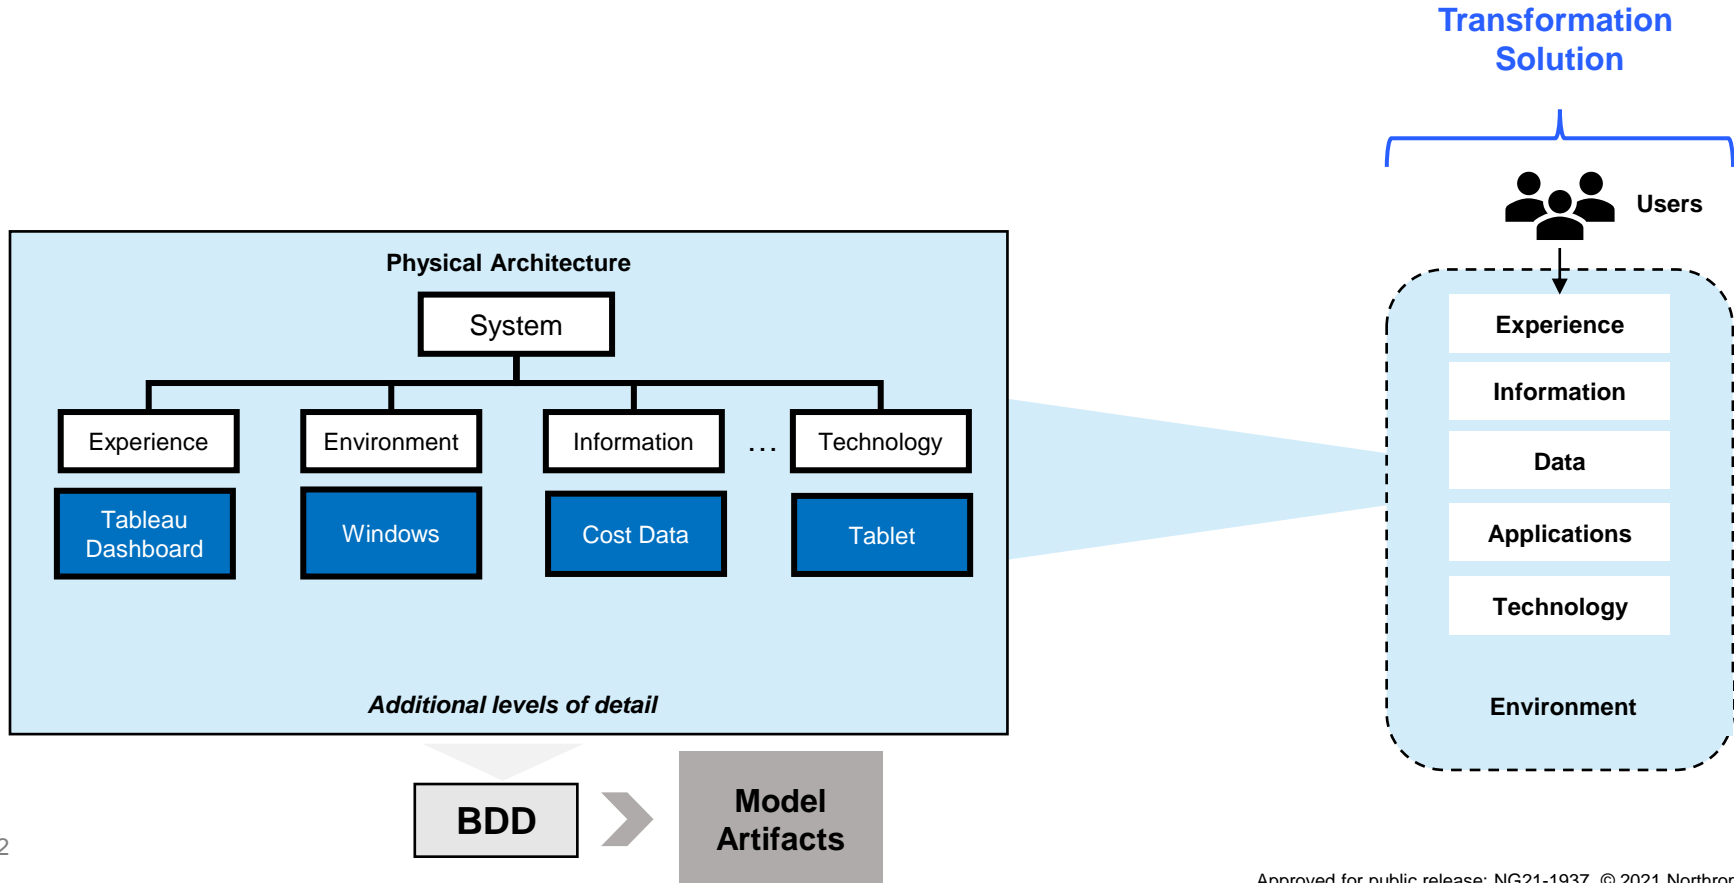 Transformation
Solution
Users
Physical Architecture
System
Experience
Environment
Information
...
Technology
Tableau
Dashboard
Windows
Cost Data
Tablet
Additional levels of detail
BDD
Model
Artifacts
Experience
Information
Data
Applications
Technology
Environment
2
Approved for public release: NG21-1937. © 2021